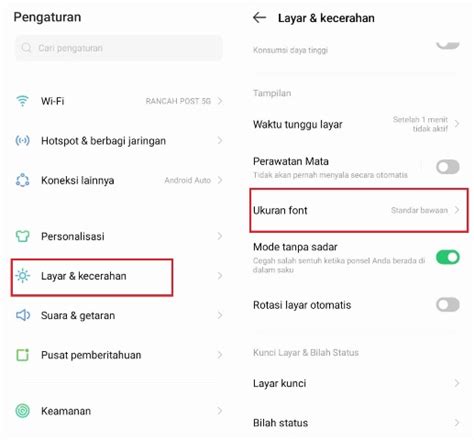 Pengaturan
Cari pengaturan
Wi-Fi
RANCAH POST 5G
Hotspot & berbagi jaringan
Koneksi lainnya
Android Auto
Personalisasi
Layar & kecerahan
Suara & getaran
Pusat pemberitahuan
Keamanan
Layar & kecerahan
Konsumsi daya tinggi
Tampilan
Waktu tunggu layar
Setelah 1 menit
tidak aktif
Perawatan Mata
Tidak akan pernah menyala secara otomatis
Ukuran font
Standar bawaan
Mode tanpa sadar
Cegah salah sentuh ketika ponsel Anda berada di
dalam saku
Rotasi layar otomatis
Kunci Layar & Bilah Status
Layar kunci
Bilah status